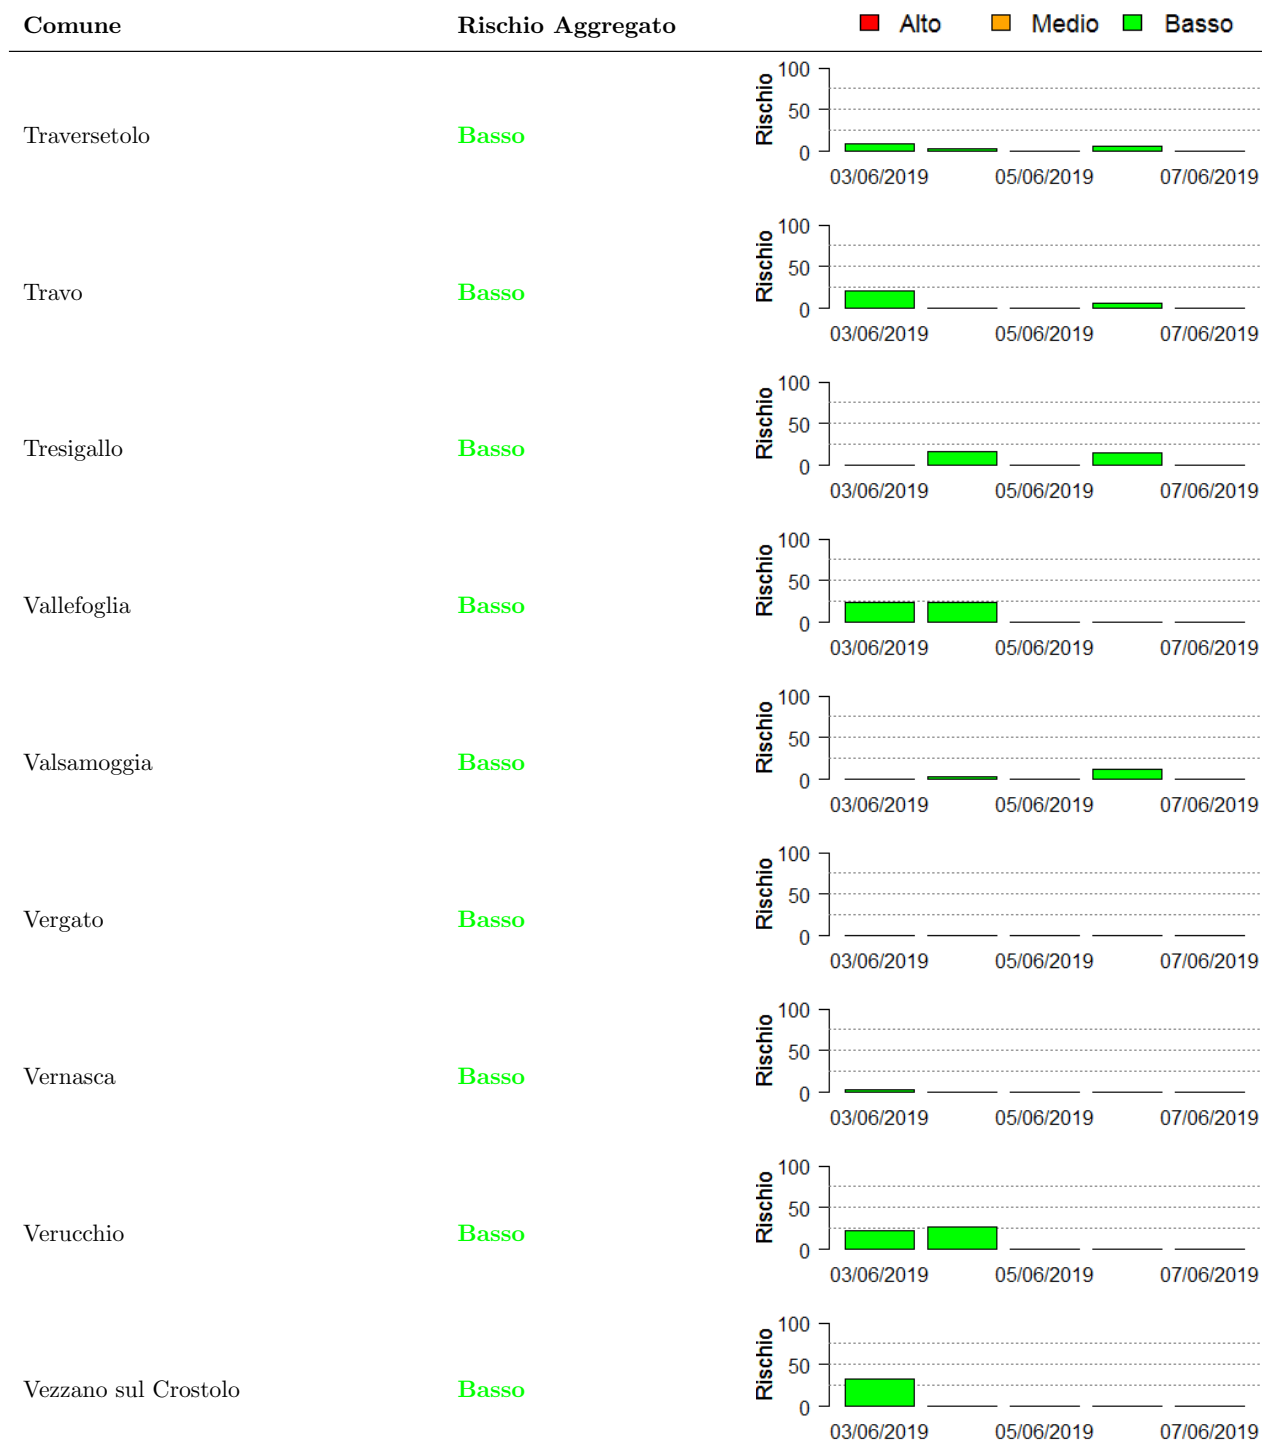 Comune Rischio Aggregato Alto Medio Basso
Traversetolo Basso Rischio 100 50 0
03/06/2019 05/06/2019 07/06/2019
Travo Basso Rischio 100 50 0
03/06/2019 05/06/2019 07/06/2019
Tresigallo Basso Rischio 100 50 0
03/06/2019 05/06/2019 07/06/2019
Vallefoglia Basso Rischio 100 50 0
03/06/2019 05/06/2019 07/06/2019
Valsamoggia Basso Rischio 100 50 0
03/06/2019 05/06/2019 07/06/2019
Vergato Basso Rischio 100 50 0
03/06/2019 05/06/2019 07/06/2019
Vernasca Basso Rischio 100 50 0
03/06/2019 05/06/2019 07/06/2019
Verucchio Basso Rischio 100 50 0
03/06/2019 05/06/2019 07/06/2019
Vezzano sul Crostolo Basso Rischio 100 50 0
03/06/2019 05/06/2019 07/06/2019